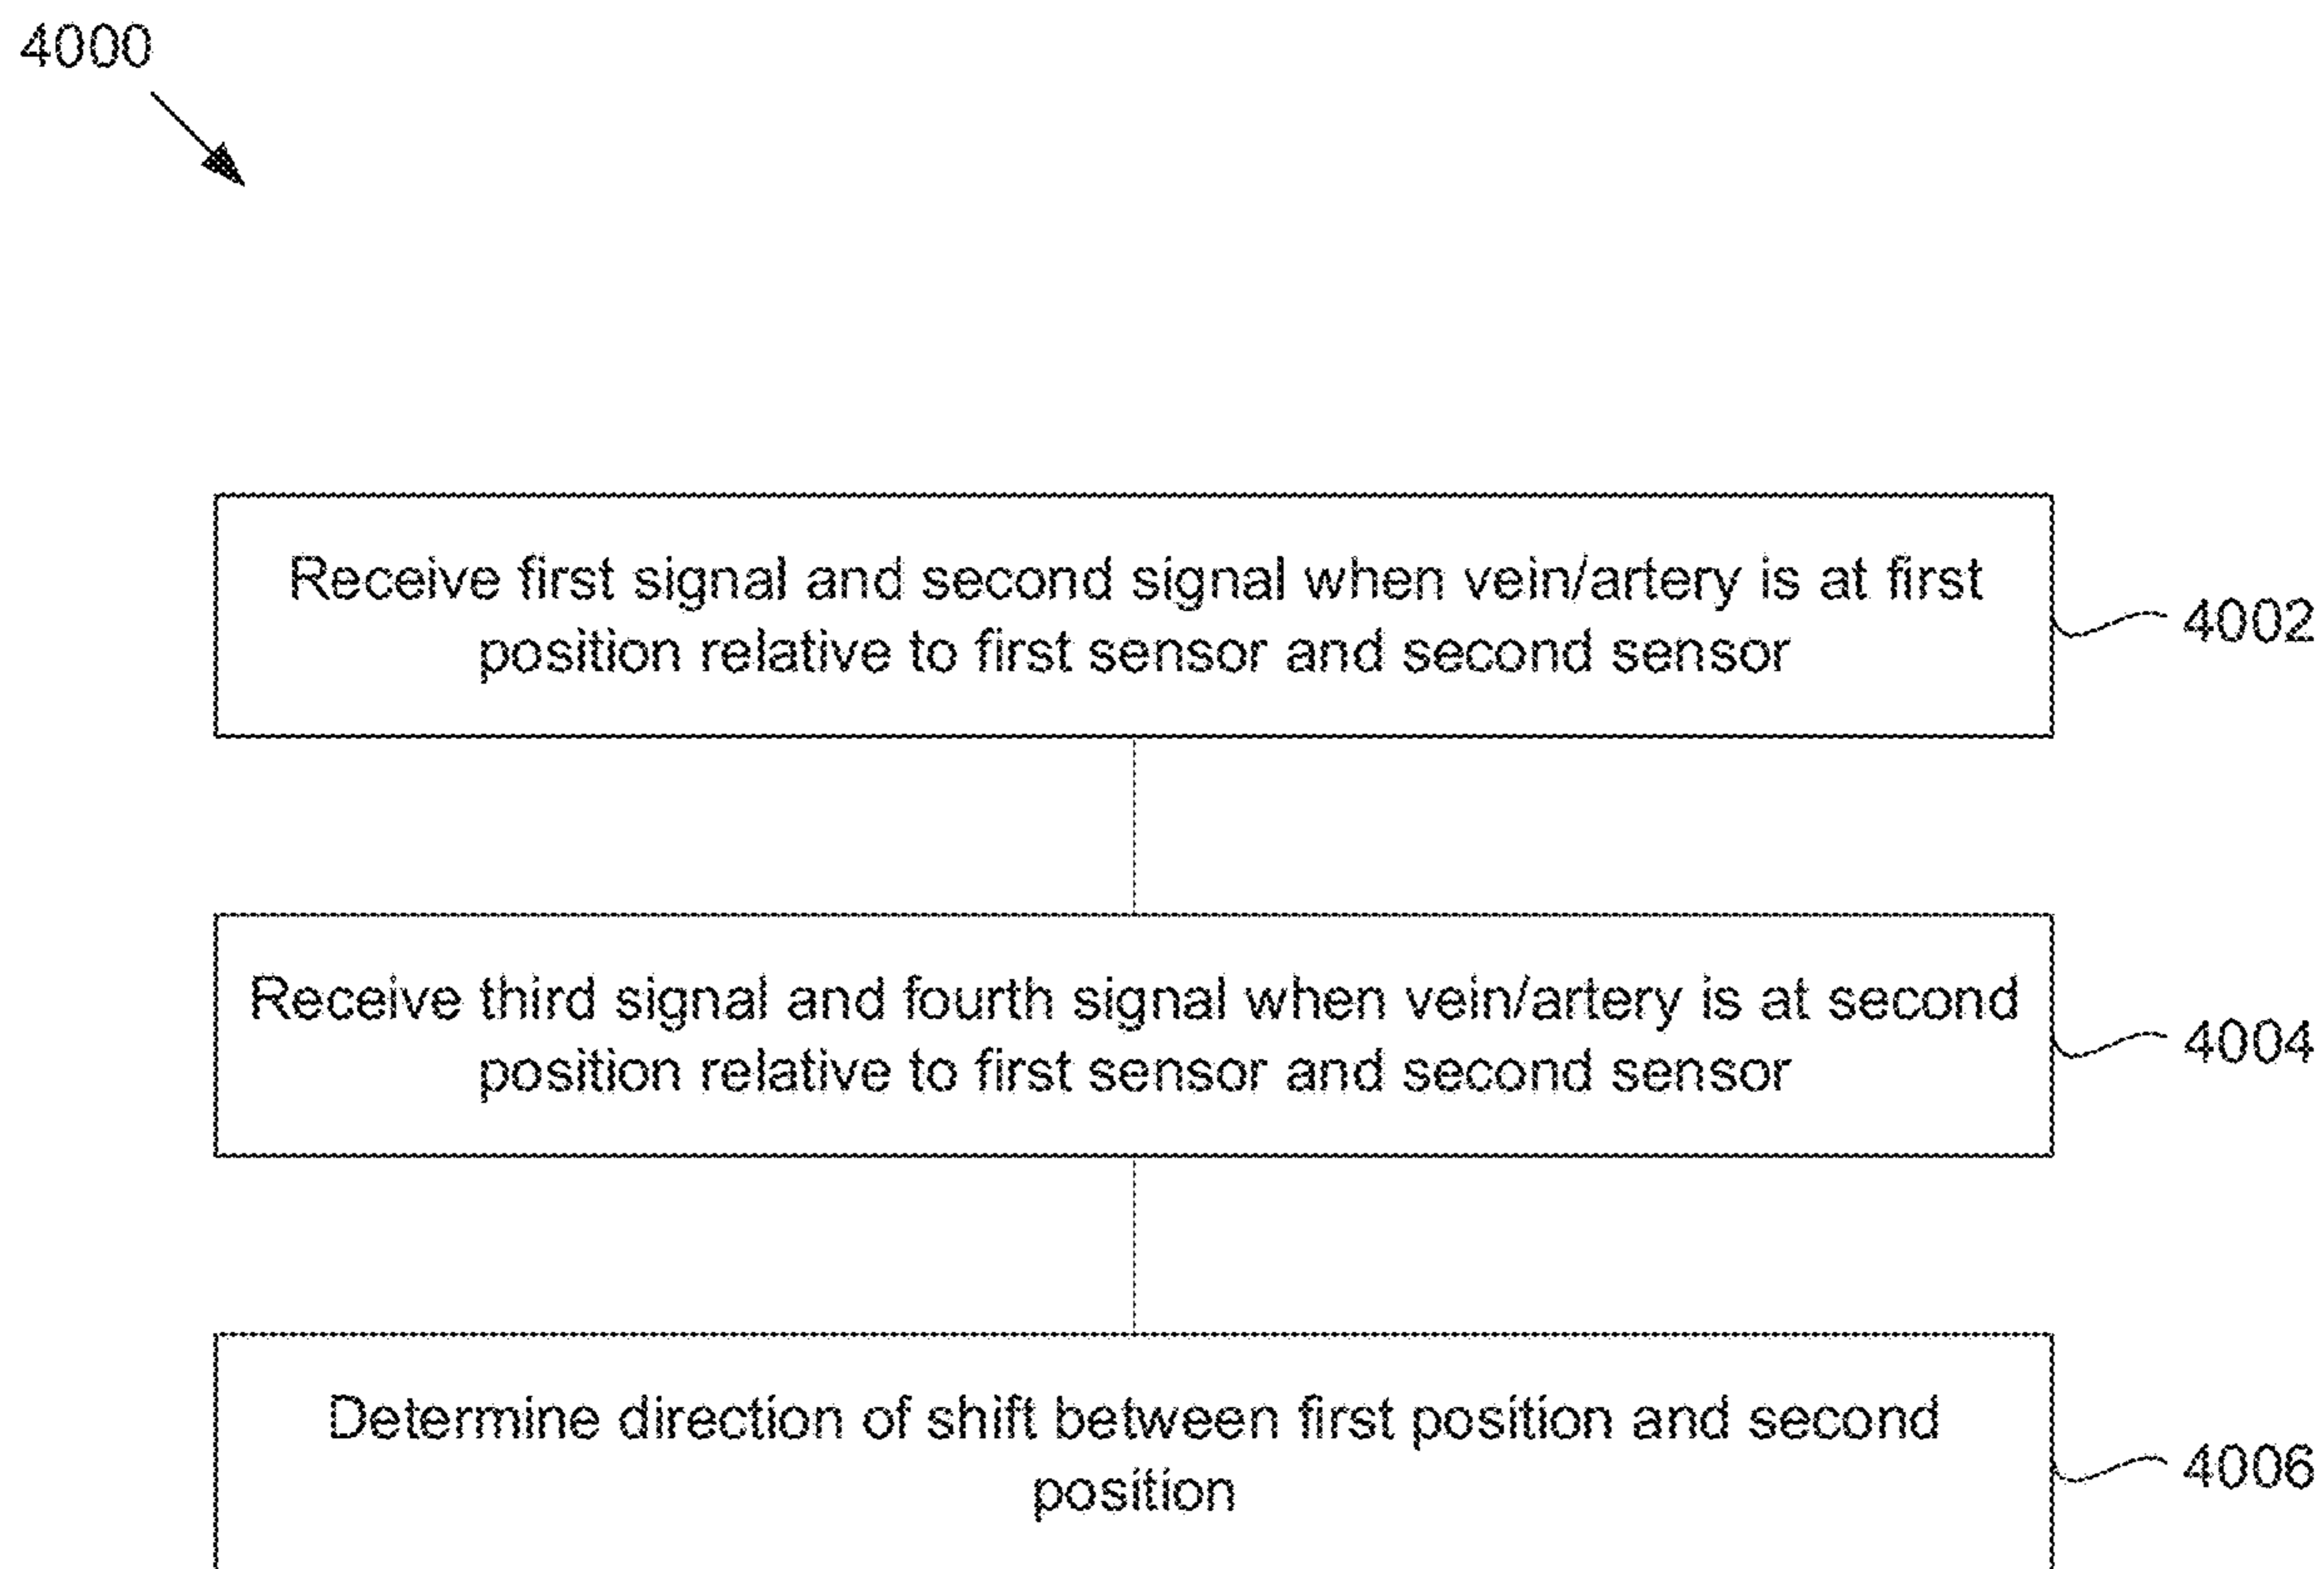 4000
Receive first signal and second signal when vein/artery is at first
position relative to first sensor and second sensor
4002
Receive third signal and fourth signal when vein/artery is at second
position relative to first sensor and second sensor
4004
Determine direction of shift between first position and second
position
4006